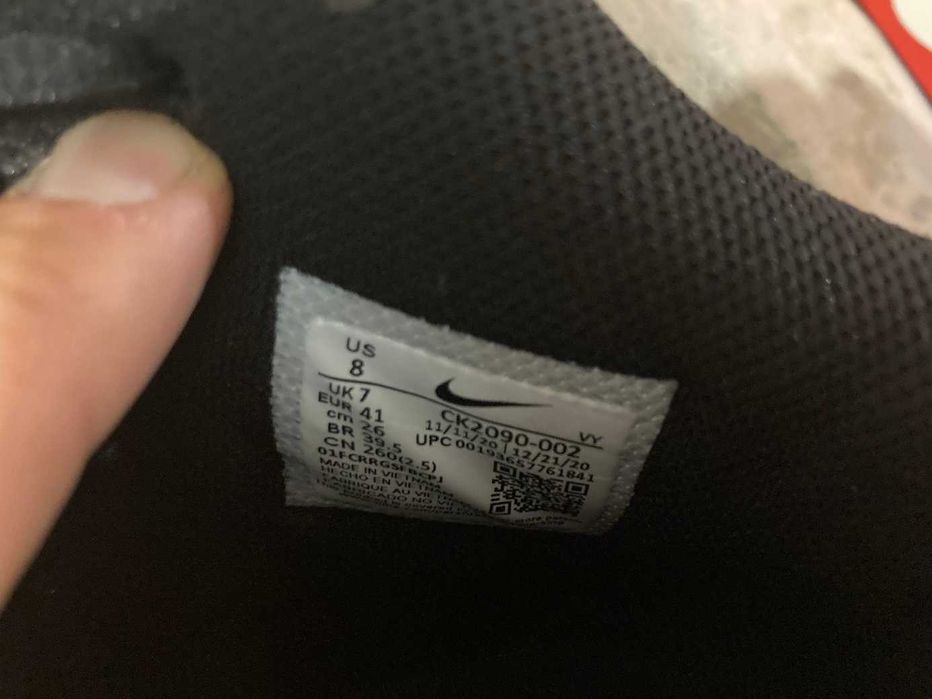 US
8
UK 7
EUR 41
cm 26
BR 39.5
CN 260(2.5)
MADE IN VIETNAM
HECHO EN VIETNAM
FABRIQUE AU VIETNAM
CK2090-002
VY
11/11/20 | 12/21/20
UPC 00193657761841